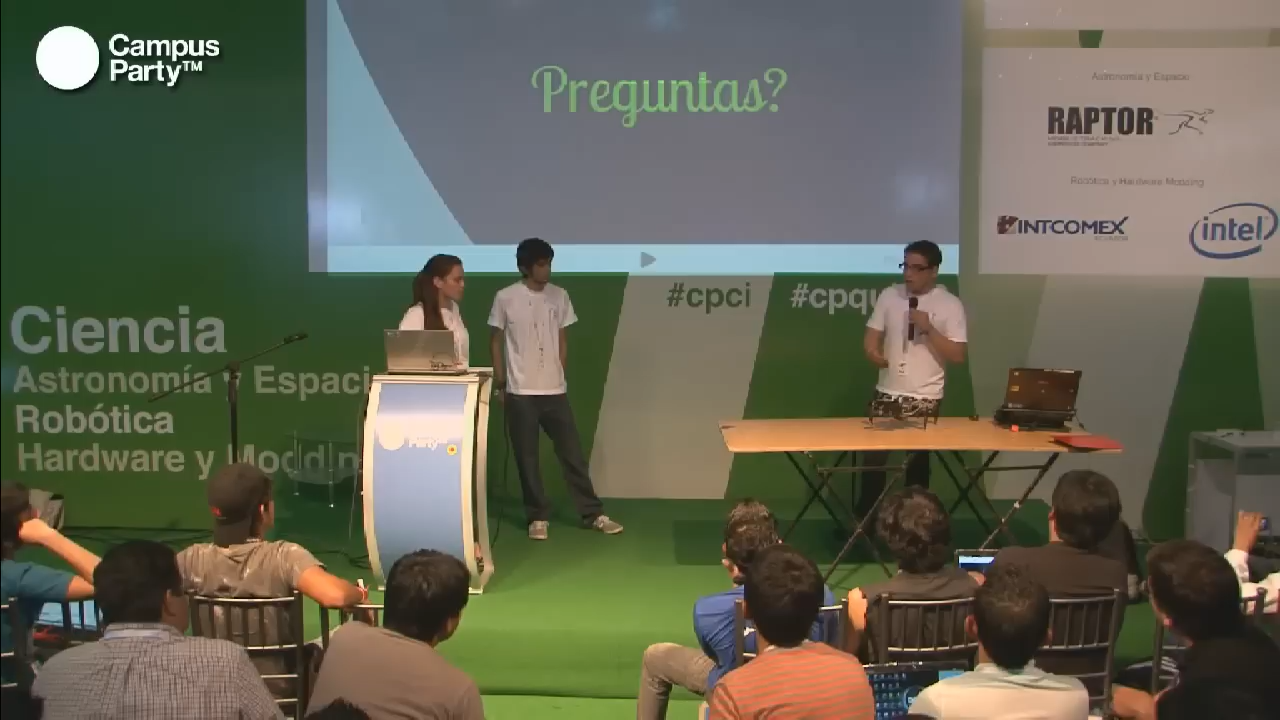 Campus
Party™
Preguntas?
Astronomía y Espacio
RAPTOR
Robótica y Hardware Modding
INTCOMEX
intel
#cpci
#cpqu
Ciencia
Astronomía y Espaci
Robótica
Hardware y Moddin
Party